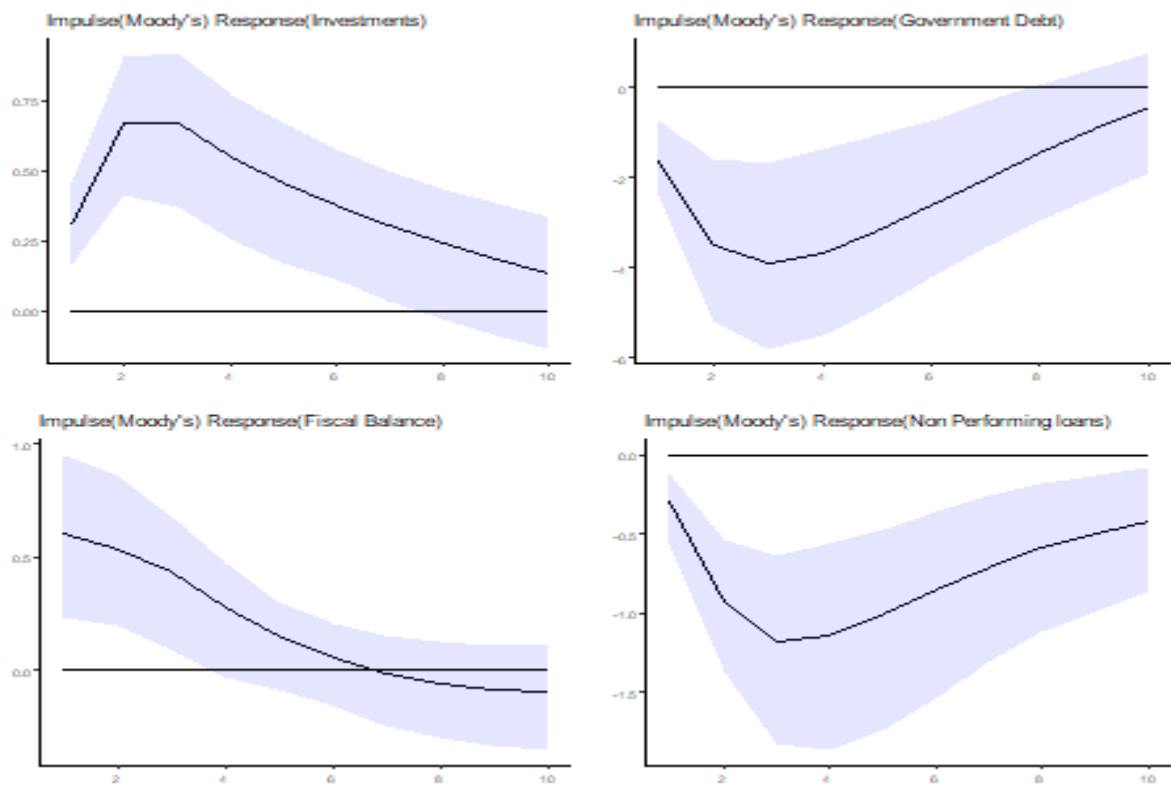 Impulse(Moody's) Response(Investments)
0.75
0.50
0.25
0.00
2 4 6 8 10
Impulse(Moody's) Response(Government Debt)
0
-2
-4
-6
2 4 6 8 10
Impulse(Moody's) Response(Fiscal Balance)
1.0
0.5
0.0
2 4 6 8 10
Impulse(Moody's) Response(Non Performing loans)
0.0
-0.5
-1.0
-1.5
2 4 6 8 10